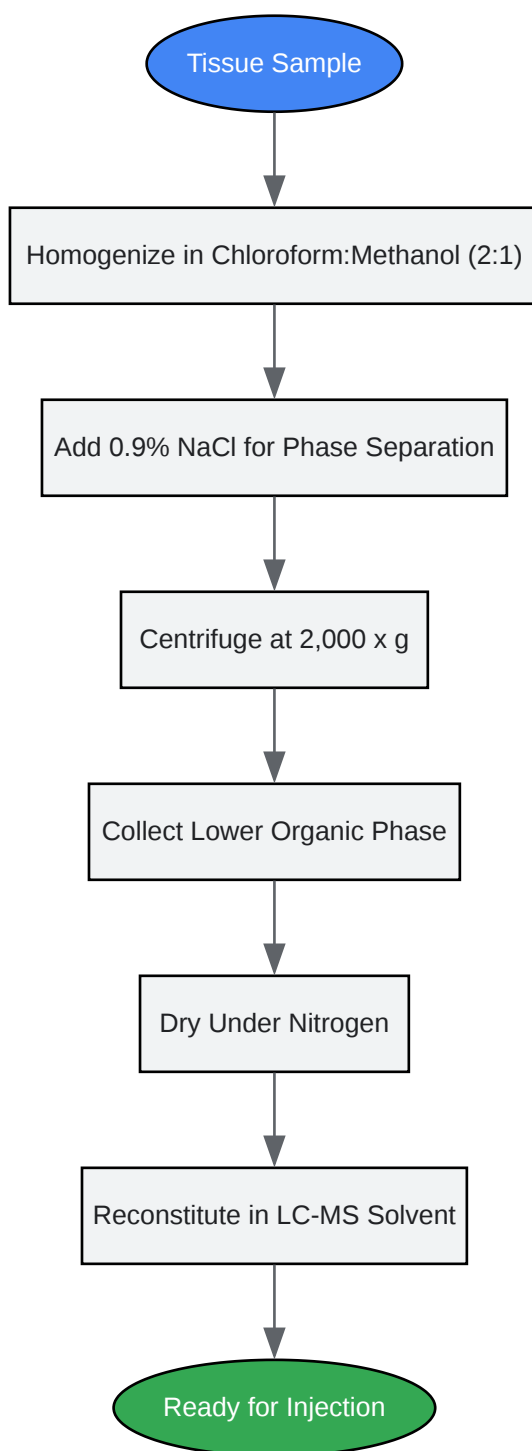 Tissue Sample
Homogenize in Chloroform:Methanol (2:1)
Add 0.9% NaCl for Phase Separation
Centrifuge at 2,000 x g
Collect Lower Organic Phase
Dry Under Nitrogen
Reconstitute in LC-MS Solvent
Ready for Injection